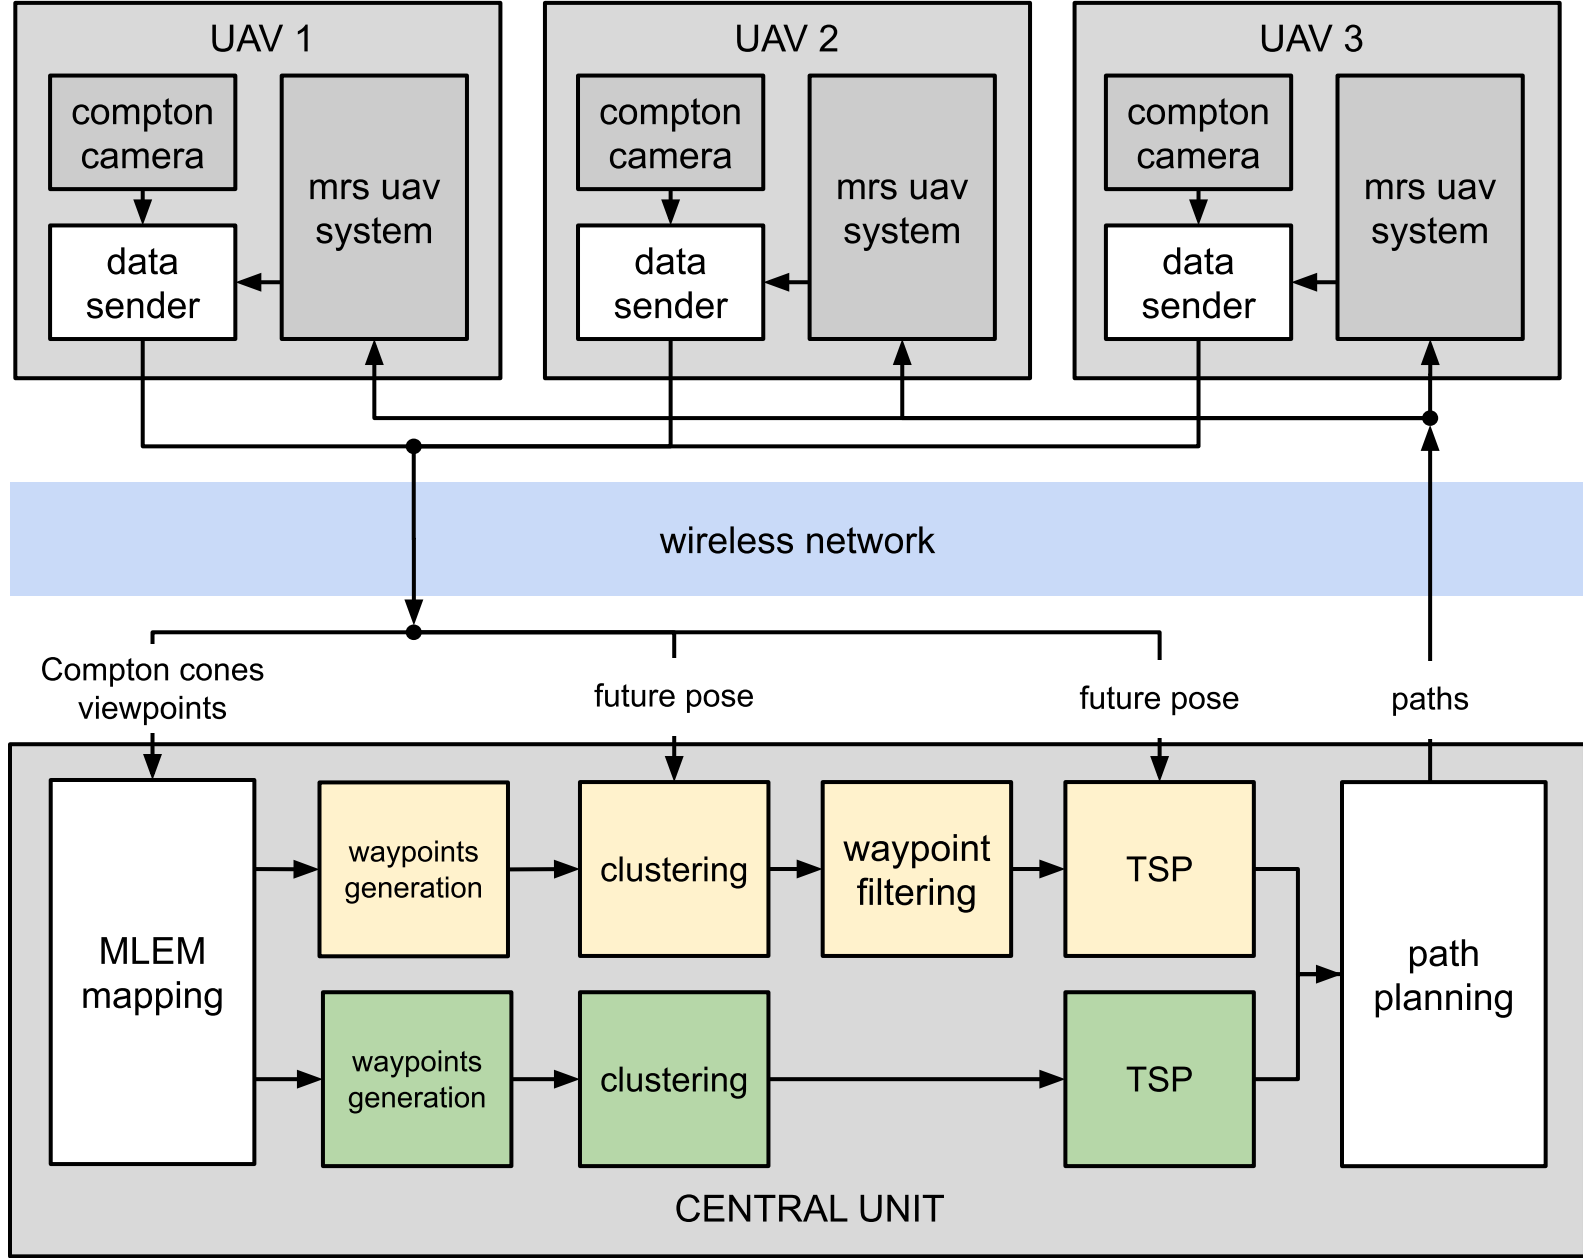 UAV 1
compton
camera
mrs uav
system
data
sender
UAV 2
compton
camera
mrs uav
system
data
sender
UAV 3
compton
camera
mrs uav
system
data
sender
wireless network
Compton cones
viewpoints
future pose
future pose
paths
MLEM
mapping
waypoints
generation
clustering
waypoint
filtering
TSP
path
planning
waypoints
generation
clustering
TSP
CENTRAL UNIT